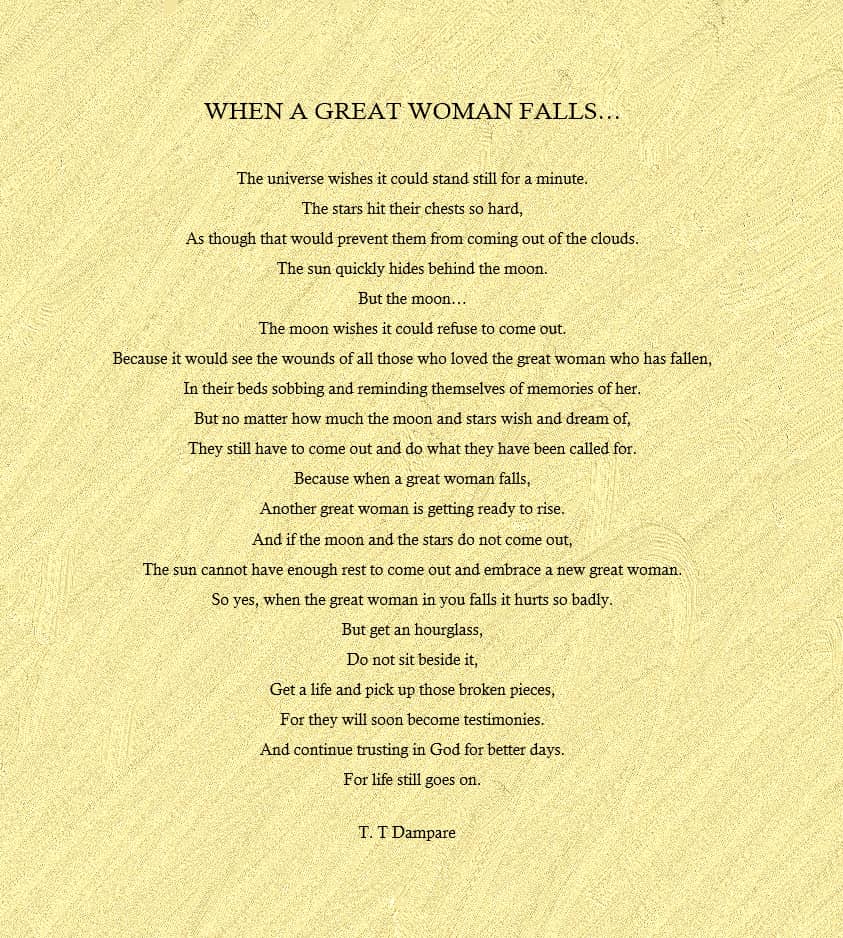 WHEN A GREAT WOMAN FALLS…
The universe wishes it could stand still for a minute.
The stars hit their chests so hard,
As though that would prevent them from coming out of the clouds.
The sun quickly hides behind the moon.
But the moon…
The moon wishes it could refuse to come out.
Because it would see the wounds of all those who loved the great woman who has fallen,
In their beds sobbing and reminding themselves of memories of her.
But no matter how much the moon and stars wish and dream of,
They still have to come out and do what they have been called for.
Because when a great woman falls,
Another great woman is getting ready to rise.
And if the moon and the stars do not come out,
The sun cannot have enough rest to come out and embrace a new great woman.
So yes, when the great woman in you falls it hurts so badly.
But get an hourglass,
Do not sit beside it,
Get a life and pick up those broken pieces,
For they will soon become testimonies.
And continue trusting in God for better days.
For life still goes on.
T. T Dampare